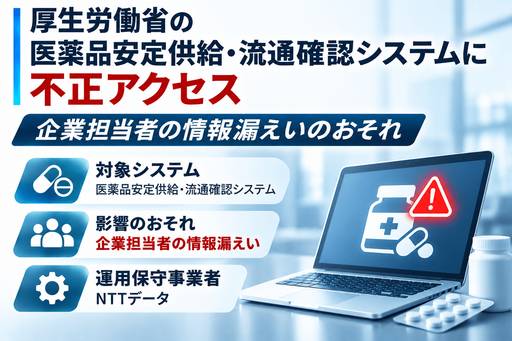 厚生労働省の
医薬品安定供給・流通確認システムに
不正アクセス
企業担当者の情報漏えいのおそれ
対象システム
医薬品安定供給・流通確認システム
影響のおそれ
企業担当者の情報漏えい
運用保守事業者
NTTデータ